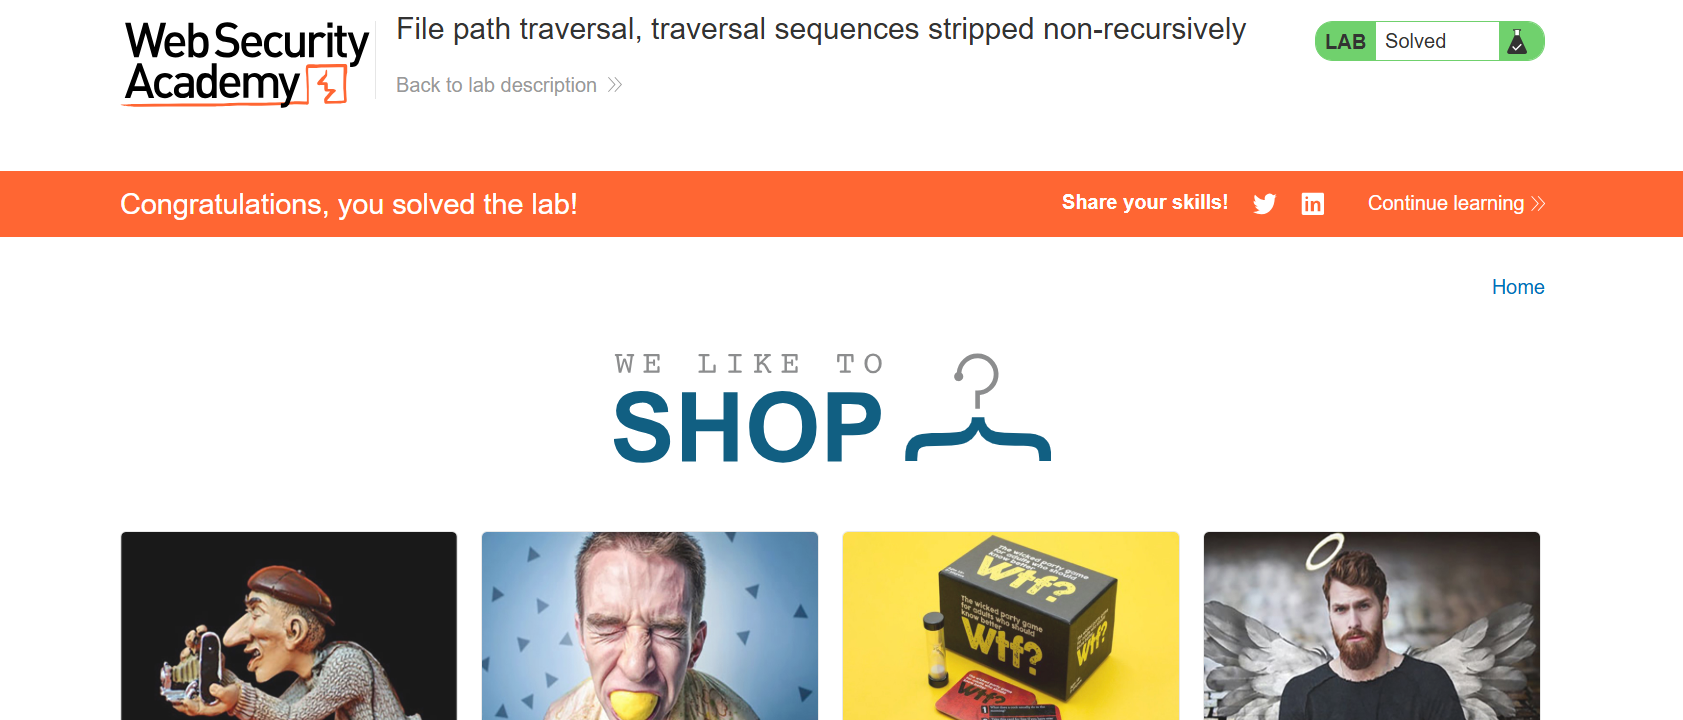 Web Security
Academy
File path traversal, traversal sequences stripped non-recursively
Back to lab description
LAB
Solved
Congratulations, you solved the lab!
Share your skills!
in
Continue learning
Home
WE LIKE TO
SHOP
The wicked party game
for adults who should
know better
Wtf?
The wicked party game
for adults who should
know better
Wtf?
Wtf?
Wtf?